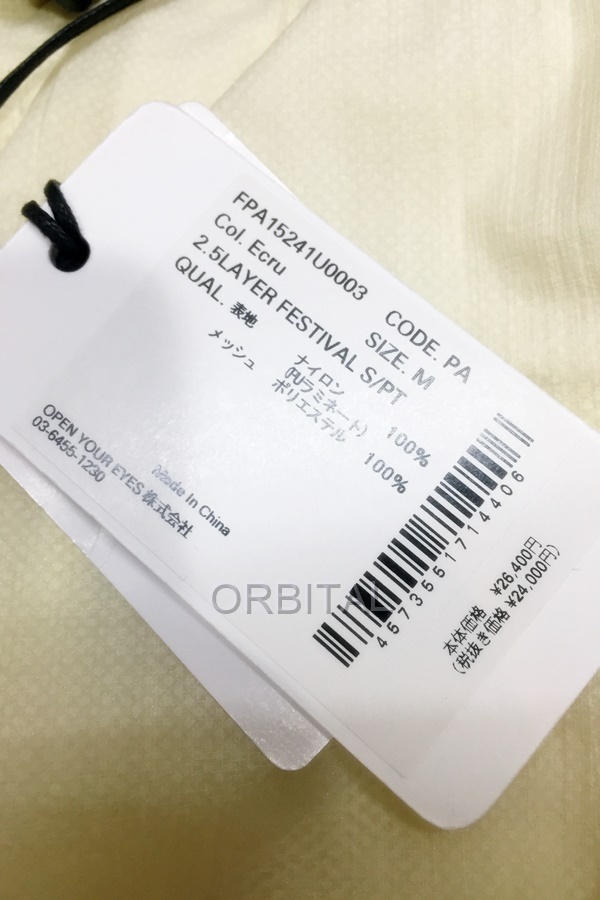 FPA15241U0003 CODE. PA
Col. Ecru SIZE. M
2.5LAYER FESTIVAL S/PT
QUAL. 表地 ナイロン 100%
(PUラミネート)
メッシュ ポリエステル 100%
Made In China
OPEN YOUR EYES 株式会社
03-6455-1230
4573551714406
本体価格 ¥26,400円
(税抜き価格 ¥24,000円)
ORBITAL